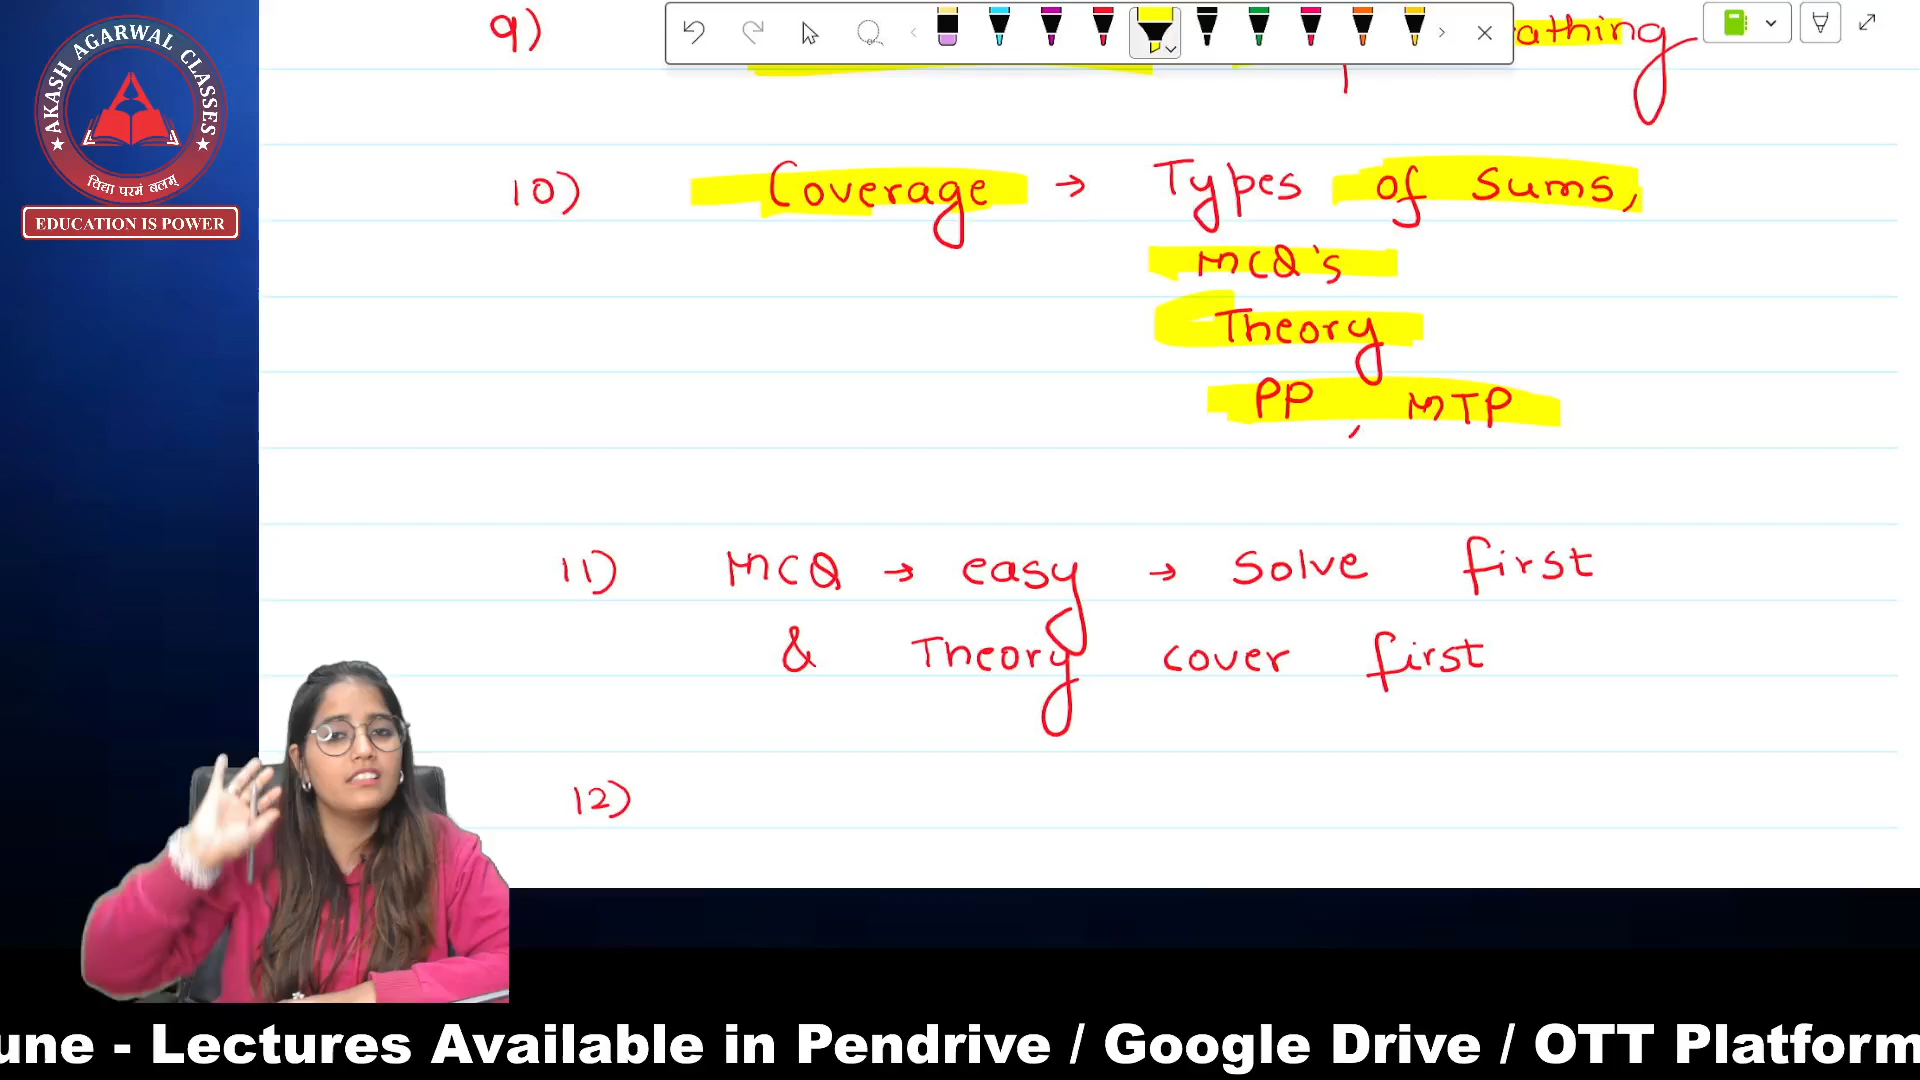 AKASH AGARWAL CLASSES
विद्या परमं बलम्
EDUCATION IS POWER
9)
athing
10) Coverage → Types of Sums,
MCQ's
Theory
PP, MTP
11) MCQ → easy → Solve first
& Theory cover first
12)
une - Lectures Available in Pendrive / Google Drive / OTT Platform